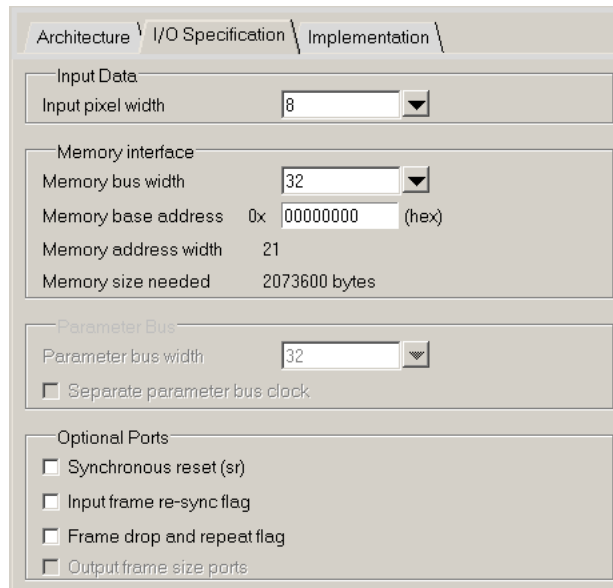 Architecture I/O Specification Implementation
Input Data
Input pixel width 8
Memory interface
Memory bus width 32
Memory base address 0x 00000000 (hex)
Memory address width 21
Memory size needed 2073600 bytes
Parameter Bus
Parameter bus width 32
Separate parameter bus clock
Optional Ports
Synchronous reset (sr)
Input frame re-sync flag
Frame drop and repeat flag
Output frame size ports